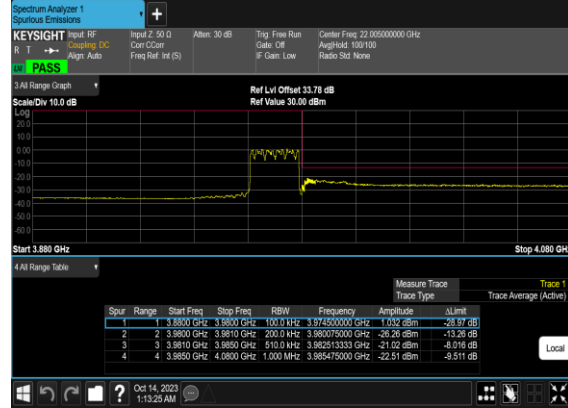 Spectrum Analyzer 1
Spurious Emissions
+
KEYSIGHT Input: RF Input Z: 50 Ω Atten: 30 dB Trig: Free Run Center Freq: 22.005000000 GHz
R T Coupling: DC Corr CCorr Gate: Off Avg|Hold: 100/100
Align: Auto Freq Ref: Int (S) IF Gain: Low Radio Std: None
PASS
3 All Range Graph
Ref Lvl Offset 33.78 dB
Scale/Div 10.0 dB Ref Value 30.00 dBm
Log
20.0
10.0
0.00
-10.0
-20.0
-30.0
-40.0
-50.0
-60.0
Start 3.880 GHz Stop 4.080 GH
4 All Range Table
Measure Trace Trace 1
Trace Type Trace Average (Active)
Spur Range Start Freq Stop Freq RBW Frequency Amplitude ΔLimit
1 1 3.8800 GHz 3.9800 GHz 100.0 kHz 3.974500000 GHz 1.032 dBm -28.97 dB
2 2 3.9800 GHz 3.9810 GHz 200.0 kHz 3.980075000 GHz -26.26 dBm -13.26 dB
3 3 3.9810 GHz 3.9850 GHz 510.0 kHz 3.982513333 GHz -21.02 dBm -8.016 dB
4 4 3.9850 GHz 4.0800 GHz 1.000 MHz 3.985475000 GHz -22.51 dBm -9.511 dB
Local
? Oct 14, 2023
1:13:25 AM